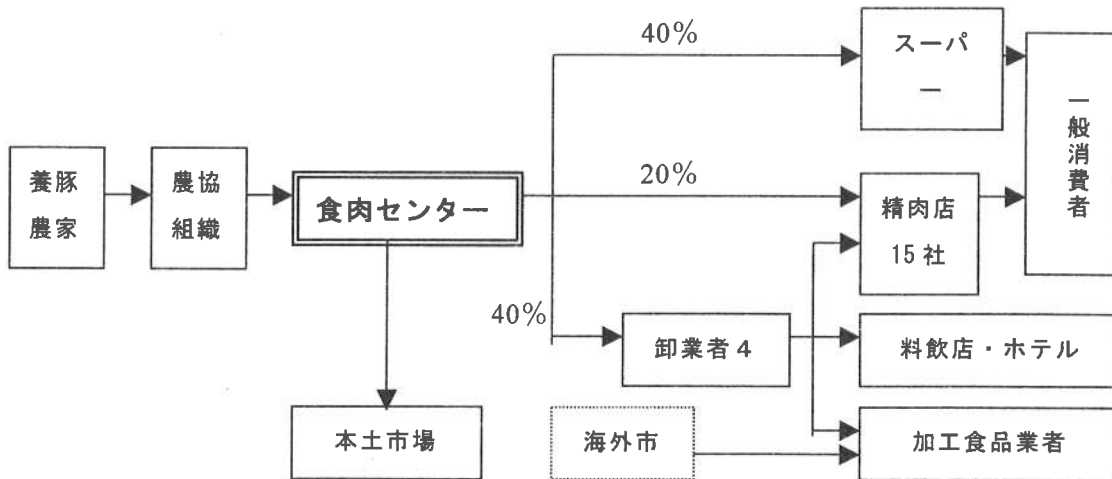 40%
スーパ
ー
一般消費者
養豚
農家
農協
組織
食肉センター
20%
精肉店
15 社
40%
卸業者４
料飲店・ホテル
本土市場
海外市
加工食品業者